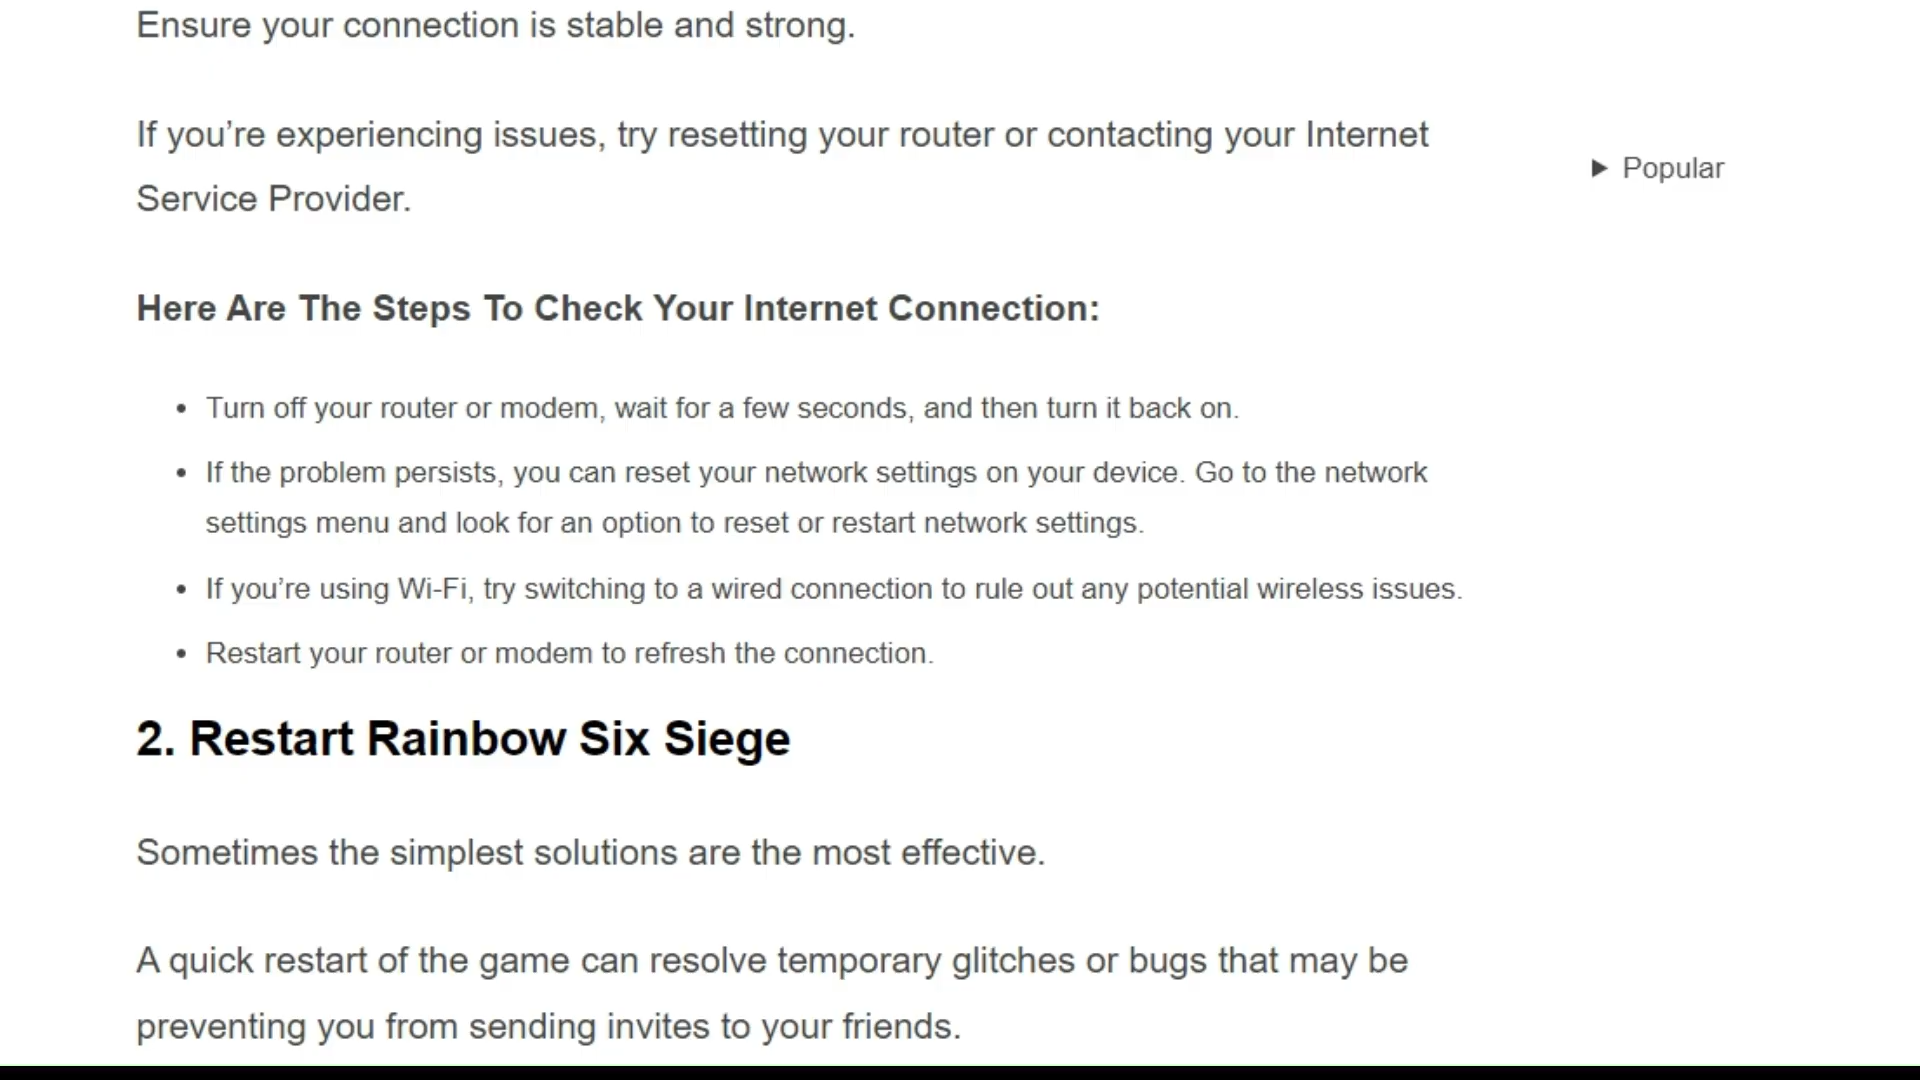 Ensure your connection is stable and strong.
If you’re experiencing issues, try resetting your router or contacting your Internet
Service Provider.
▶ Popular
Here Are The Steps To Check Your Internet Connection:
• Turn off your router or modem, wait for a few seconds, and then turn it back on.
• If the problem persists, you can reset your network settings on your device. Go to the network
settings menu and look for an option to reset or restart network settings.
• If you’re using Wi-Fi, try switching to a wired connection to rule out any potential wireless issues.
• Restart your router or modem to refresh the connection.
2. Restart Rainbow Six Siege
Sometimes the simplest solutions are the most effective.
A quick restart of the game can resolve temporary glitches or bugs that may be
preventing you from sending invites to your friends.